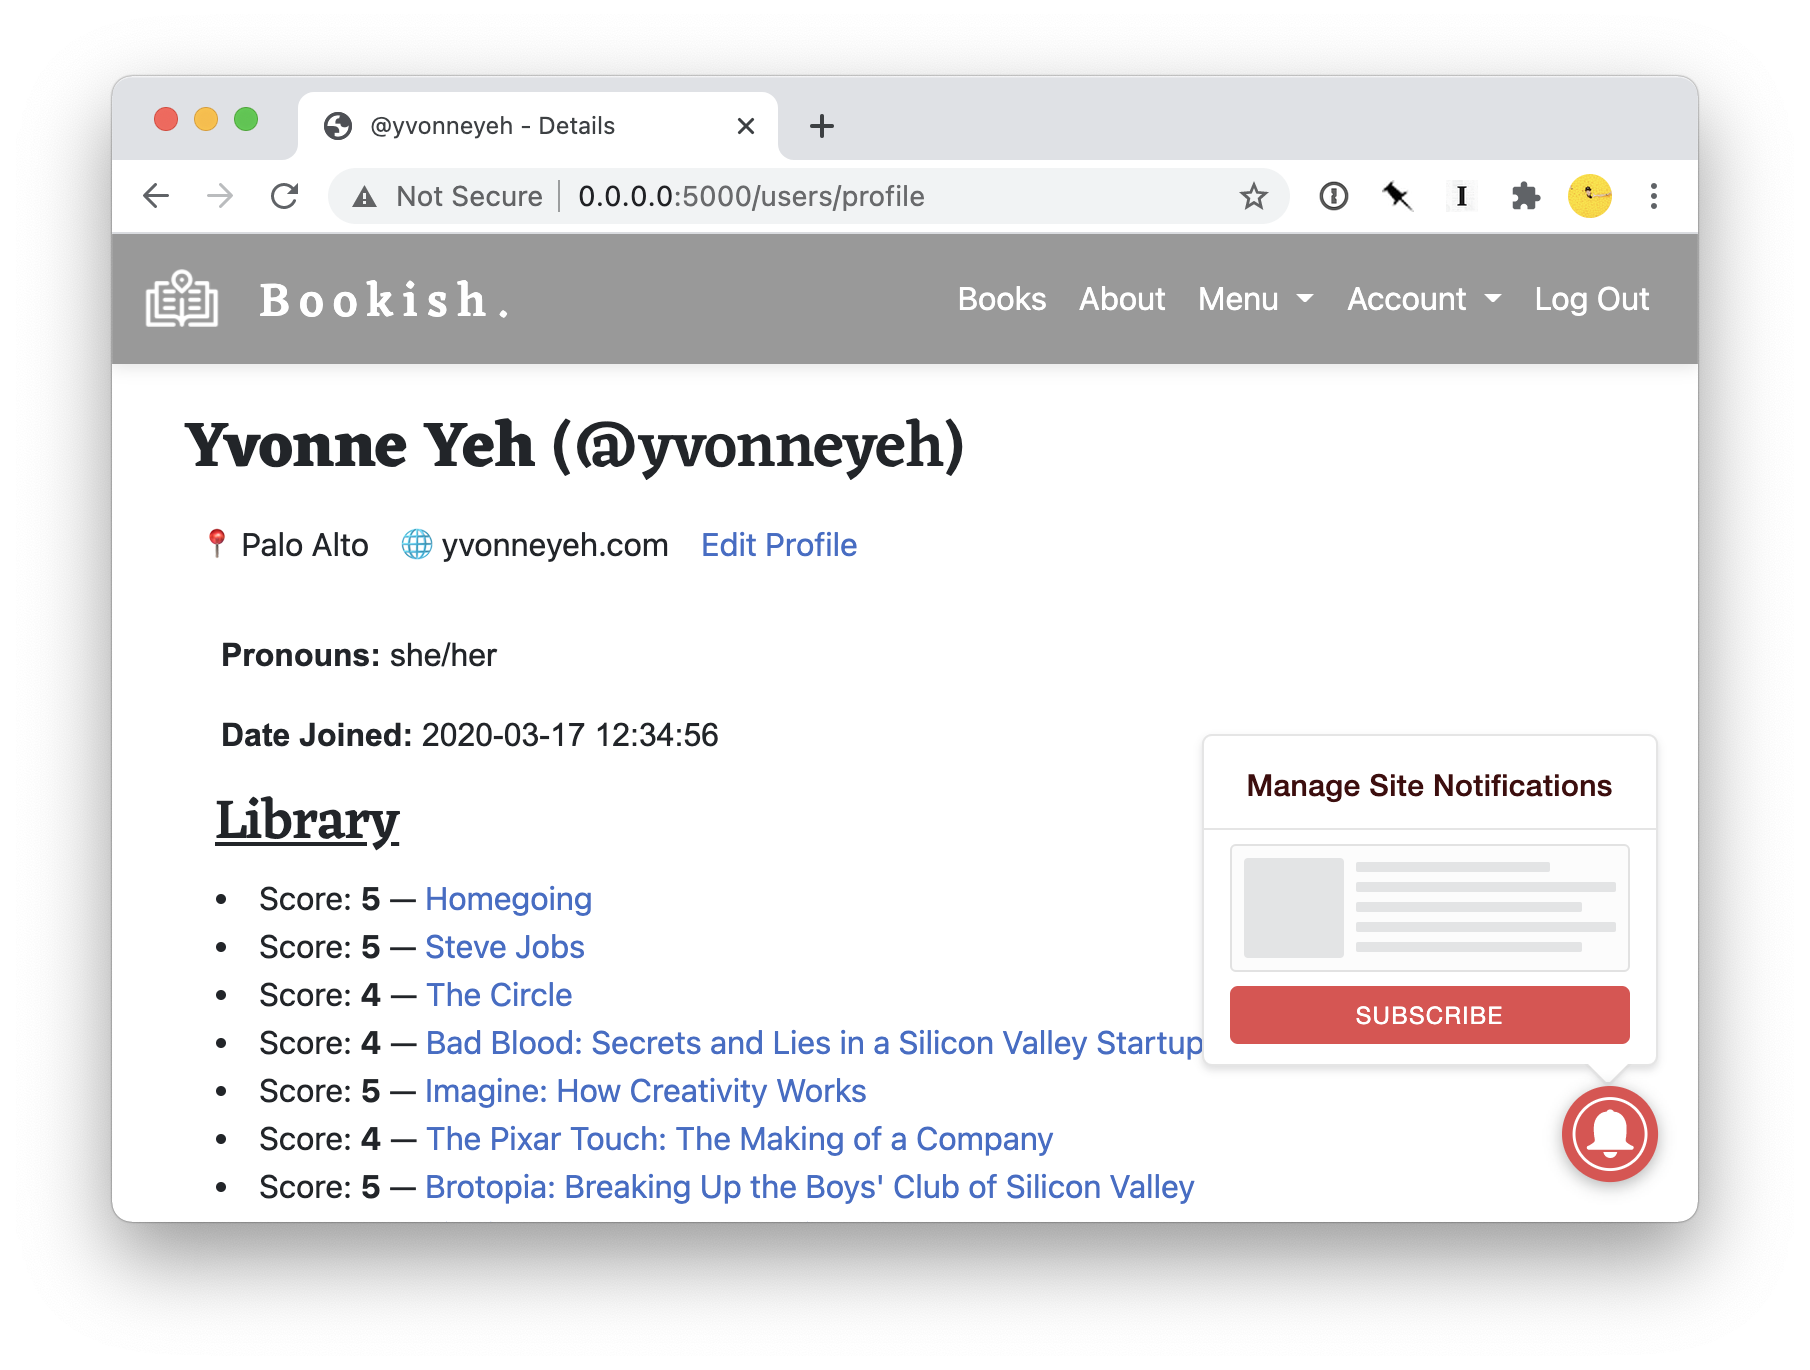 @yvonneyeh - Details
Not Secure | 0.0.0.0:5000/users/profile
Bookish.
Books About Menu Account Log Out
Yvonne Yeh (@yvonneyeh)
Palo Alto yvonneyeh.com Edit Profile
Pronouns: she/her
Date Joined: 2020-03-17 12:34:56
Library
• Score: 5 — Homegoing
• Score: 5 — Steve Jobs
• Score: 4 — The Circle
• Score: 4 — Bad Blood: Secrets and Lies in a Silicon Valley Startup
• Score: 5 — Imagine: How Creativity Works
• Score: 4 — The Pixar Touch: The Making of a Company
• Score: 5 — Brotopia: Breaking Up the Boys' Club of Silicon Valley
Manage Site Notifications
SUBSCRIBE